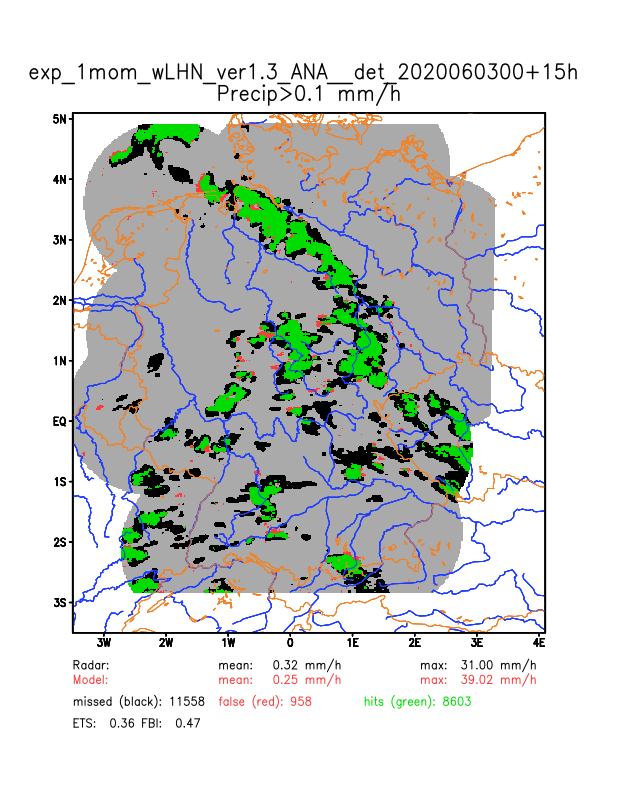 exp_1mom_wLHN_ver1.3_ANA__det_2020060300+15h
Precip>0.1 mm/h
5N
4N
3N
2N
1N
EQ
1S
2S
3S
3W 2W 1W 0 1E 2E 3E 4E
Radar: mean: 0.32 mm/h max: 31.00 mm/h
Model: mean: 0.25 mm/h max: 39.02 mm/h
missed (black): 11558 false (red): 958 hits (green): 8603
ETS: 0.36 FBI: 0.47